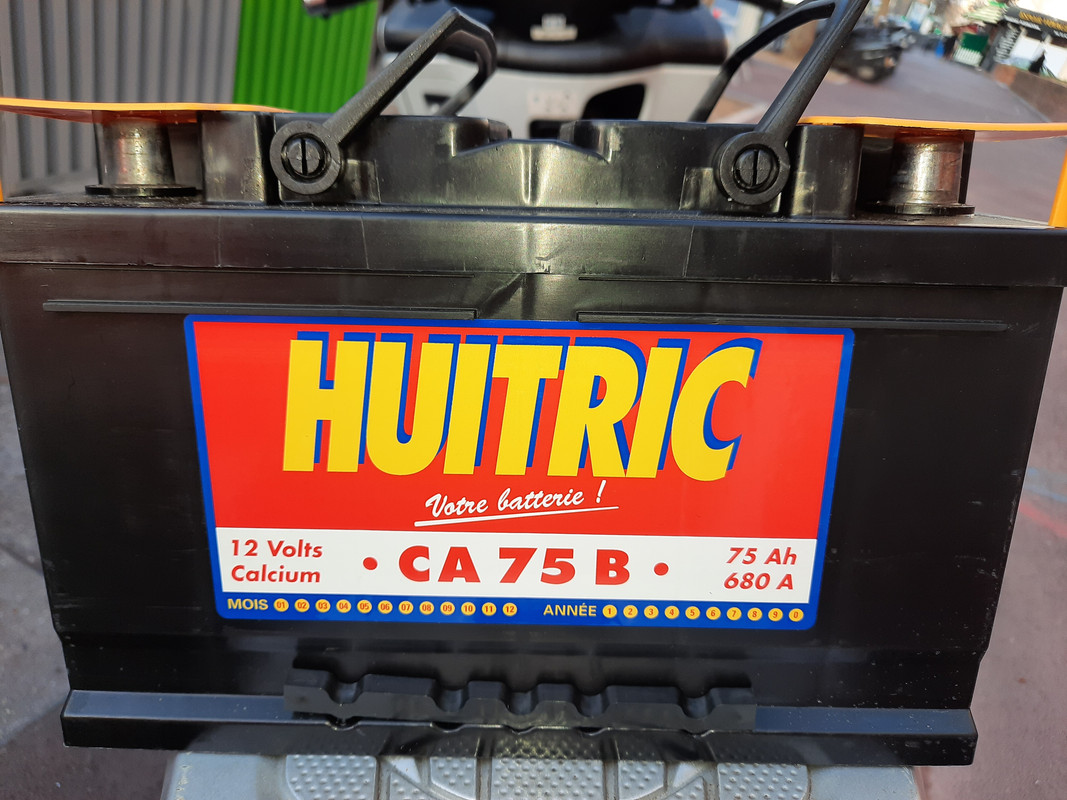 HUITRIC
Votre batterie !
12 Volts
Calcium
• CA 75 B •
75 Ah
680 A
MOIS 01 02 03 04 05 06 07 08 09 10 11 12 ANNÉE 1 2 3 4 5 6 7 8 9 0